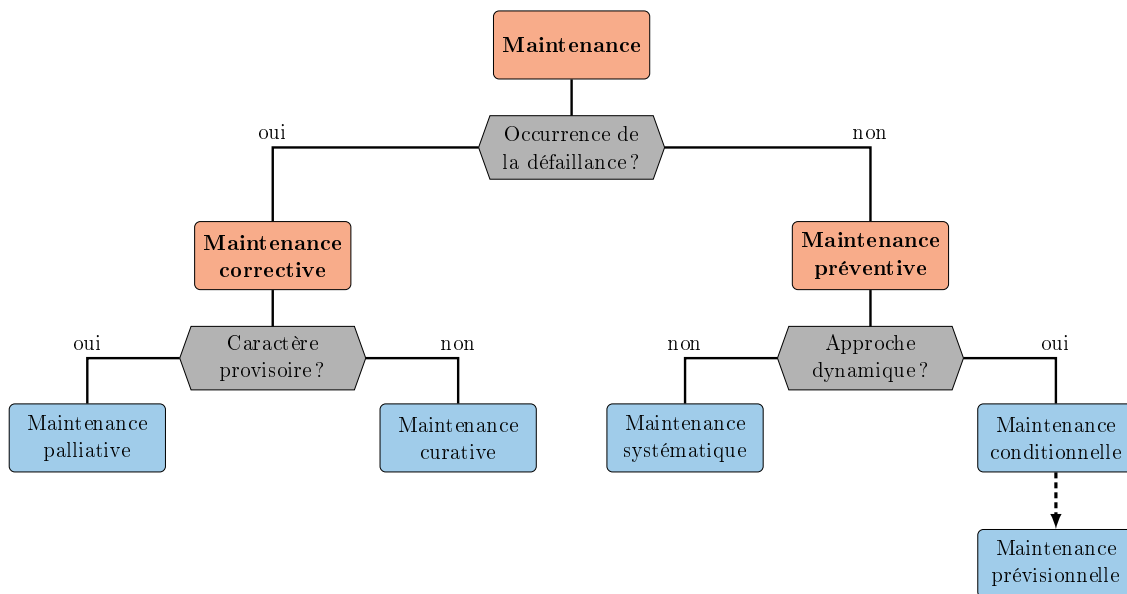 Maintenance
oui
Occurrence de
la défaillance ?
non
Maintenance
corrective
Maintenance
préventive
oui
Caractère
provisoire ?
non
non
Approche
dynamique ?
oui
Maintenance
palliative
Maintenance
curative
Maintenance
systématique
Maintenance
conditionnelle
Maintenance
prévisionnelle